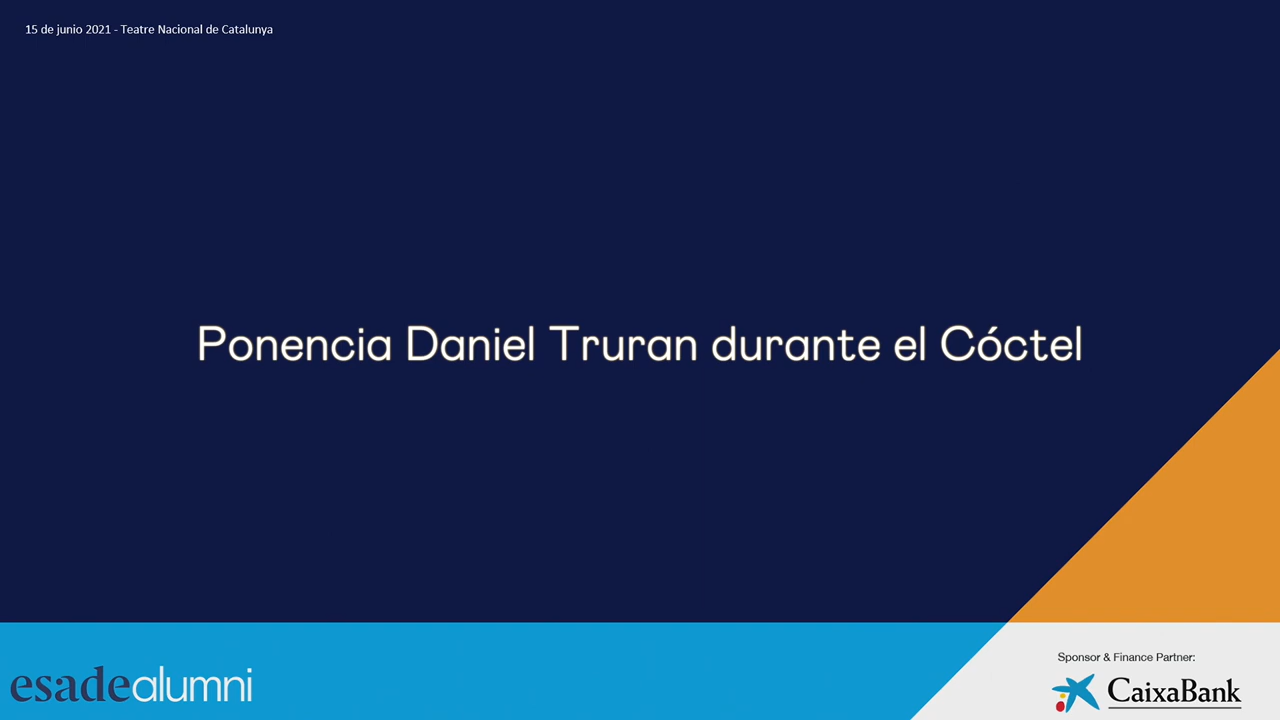 15 de junio 2021 - Teatre Nacional de Catalunya
Ponencia Daniel Truran durante el Cóctel
Sponsor & Finance Partner:
esadealumni
CaixaBank